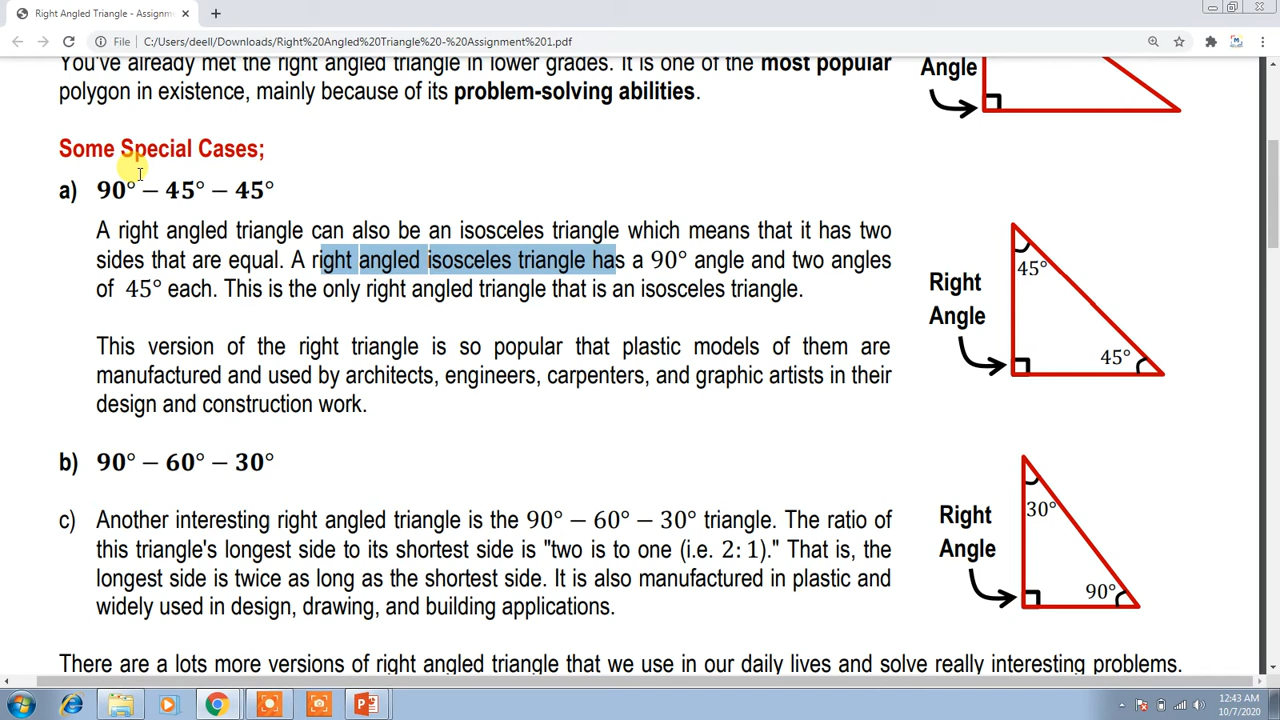 Right Angled Triangle - Assignm
File C:/Users/deell/Downloads/Right%20Angled%20Triangle%20-%20Assignment%201.pdf
You've already met the right angled triangle in lower grades. It is one of the most popular
polygon in existence, mainly because of its problem-solving abilities.
Angle
Some Special Cases;
a) 90° – 45° – 45°
A right angled triangle can also be an isosceles triangle which means that it has two
sides that are equal. A right angled isosceles triangle has a 90° angle and two angles
of 45° each. This is the only right angled triangle that is an isosceles triangle.
This version of the right triangle is so popular that plastic models of them are
manufactured and used by architects, engineers, carpenters, and graphic artists in their
design and construction work.
45°
Right
Angle
45°
b) 90° – 60° – 30°
c) Another interesting right angled triangle is the 90° – 60° – 30° triangle. The ratio of
this triangle's longest side to its shortest side is "two is to one (i.e. 2: 1)." That is, the
longest side is twice as long as the shortest side. It is also manufactured in plastic and
widely used in design, drawing, and building applications.
30°
Right
Angle
90°
There are a lots more versions of right angled triangle that we use in our daily lives and solve really interesting problems.
12:43 AM
10/7/2020